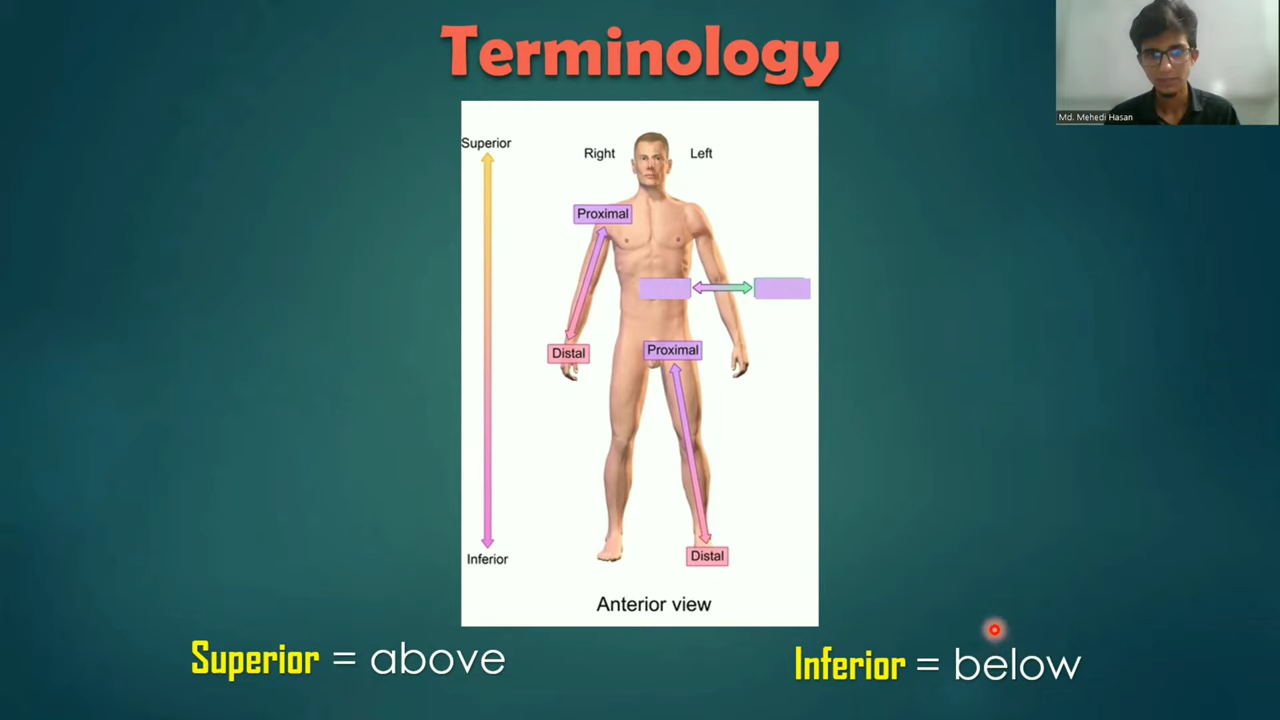 Terminology
Md. Mehedi Hasan
Superior
Right Left
Proximal
Distal
Proximal
Inferior
Distal
Anterior view
Superior = above
Inferior = below